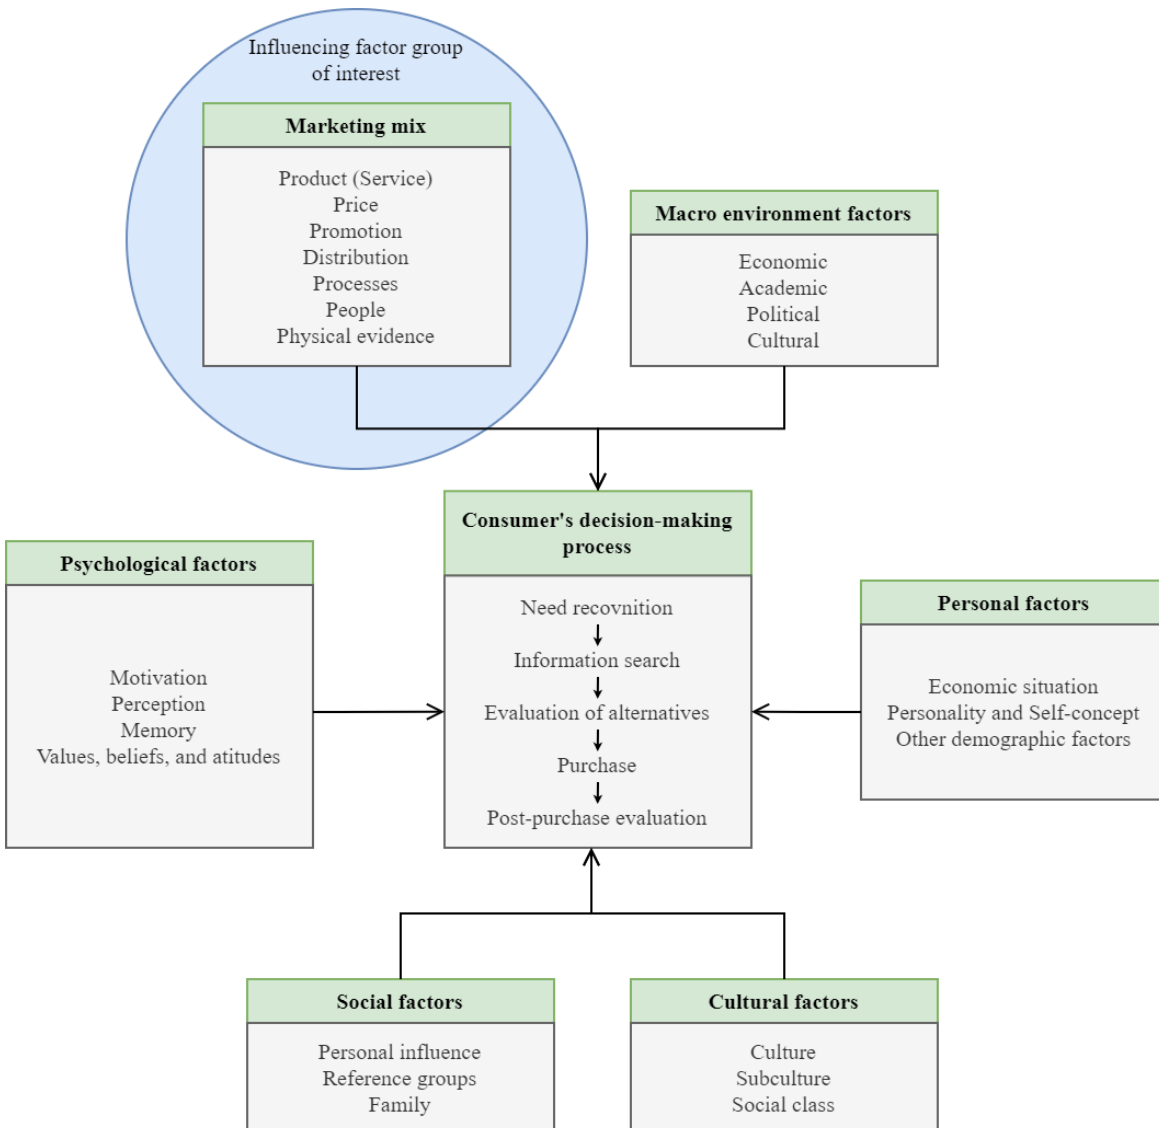 Influencing factor group
of interest
Marketing mix
Product (Service)
Price
Promotion
Distribution
Processes
People
Physical evidence
Macro environment factors
Economic
Academic
Political
Cultural
Consumer's decision-making
process
Need recovnition
Information search
Evaluation of alternatives
Purchase
Post-purchase evaluation
Psychological factors
Motivation
Perception
Memory
Values, beliefs, and atitudes
Personal factors
Economic situation
Personality and Self-concept
Other demographic factors
Social factors
Personal influence
Reference groups
Family
Cultural factors
Culture
Subculture
Social class